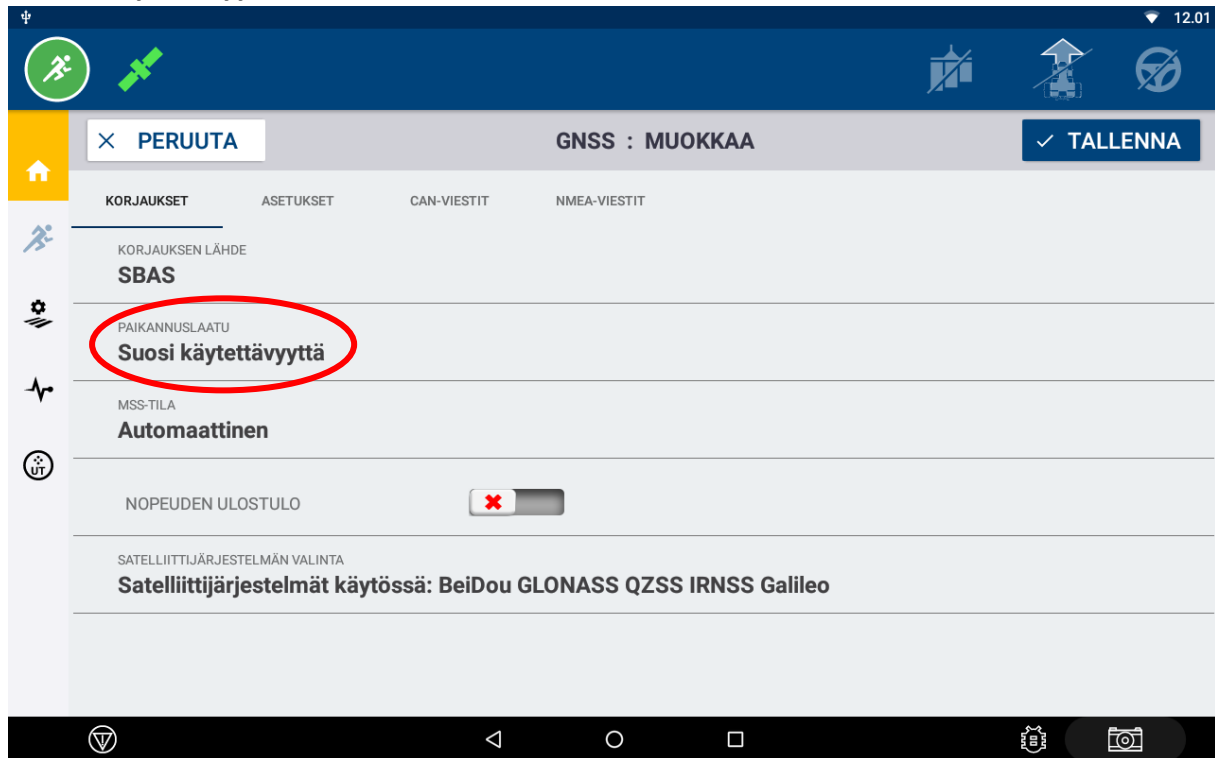 12.01
PERUUTA
GNSS : MUOKKAA
TALLENNA
KORJAUKSET ASETUKSET CAN-VIESTIT NMEA-VIESTIT
KORJAUKSEN LÄHDE
SBAS
PAIKANNUSLAATU
Suosi käytettävyyttä
MSS-TILA
Automaattinen
UT
NOPEUDEN ULOSTULO
SATELLIITTIJÄRJESTELMÄN VALINTA
Satelliittijärjestelmät käytössä: BeiDou GLONASS QZSS IRNSS Galileo